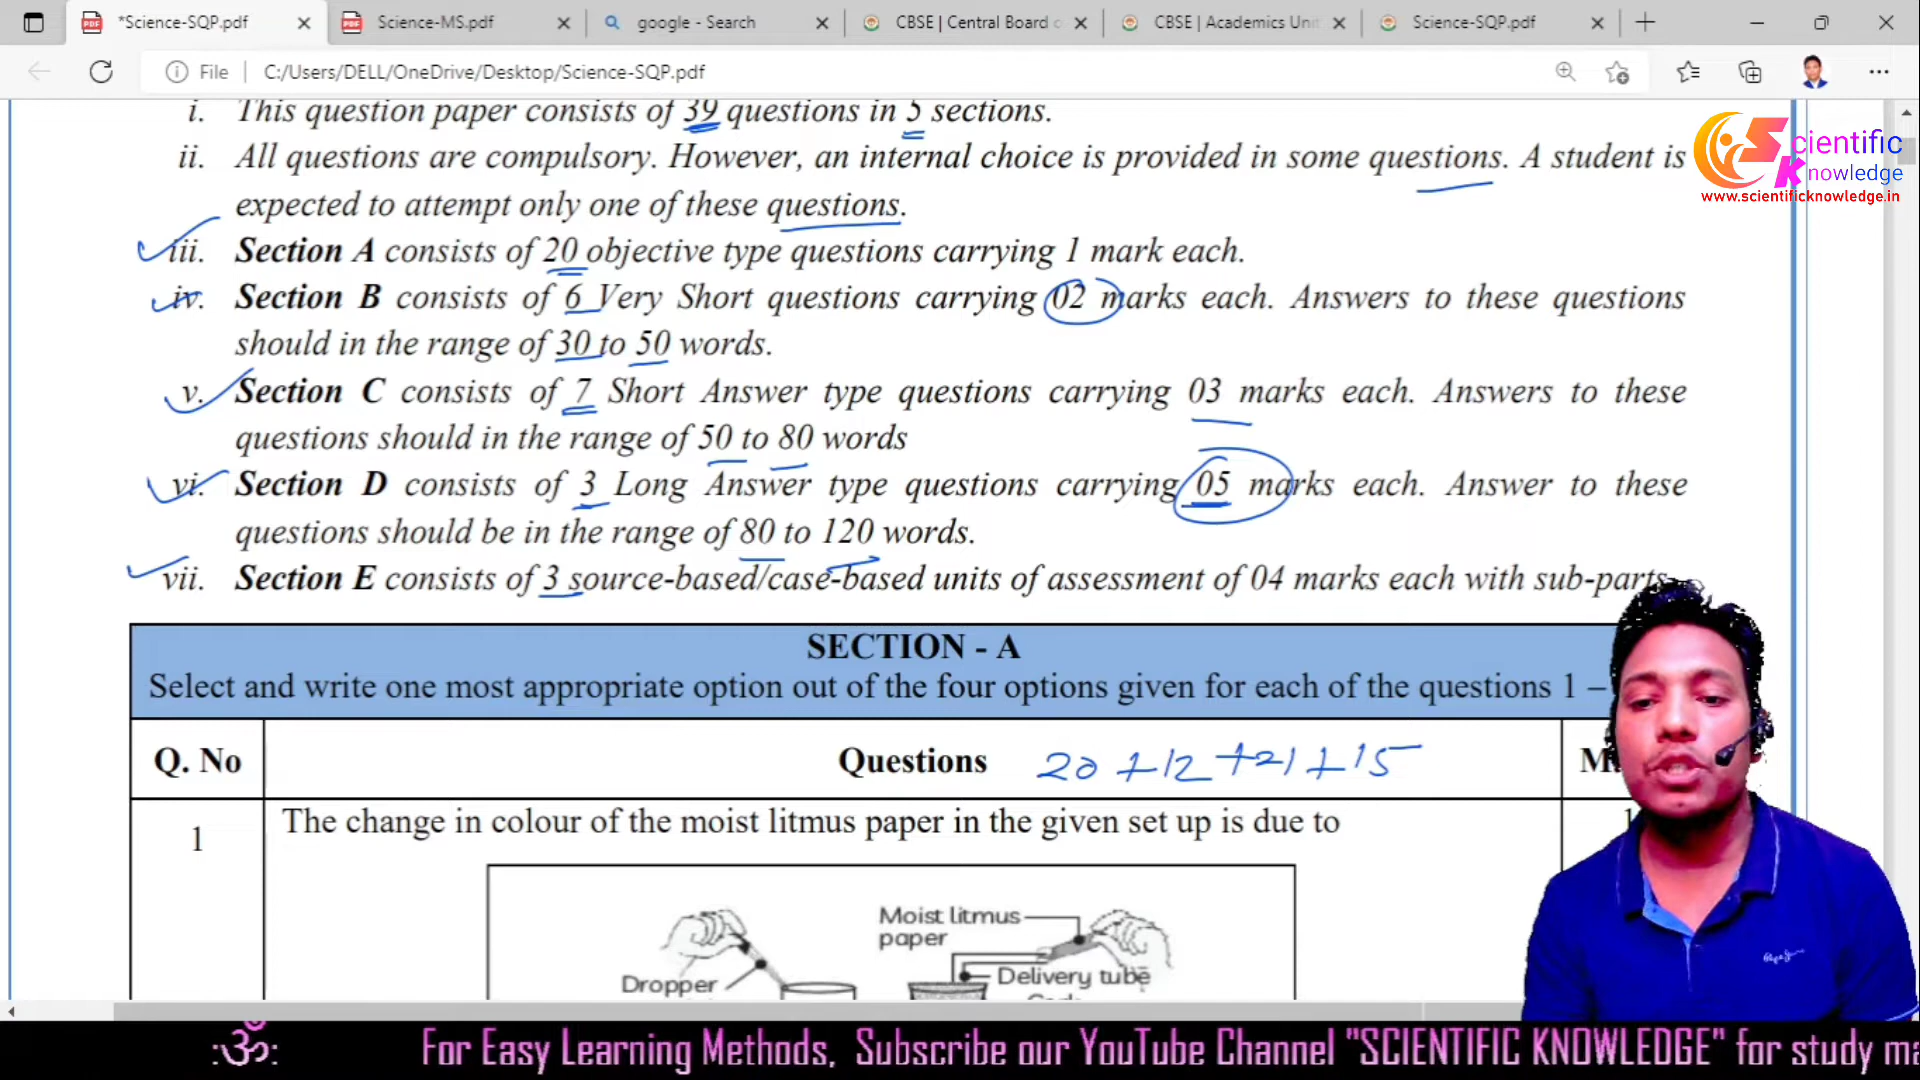 *Science-SQP.pdf
Science-MS.pdf
google - Search
CBSE | Central Board o
CBSE | Academics Unit
Science-SQP.pdf
File
C:/Users/DELL/OneDrive/Desktop/Science-SQP.pdf
i. This question paper consists of 39 questions in 5 sections.
ii. All questions are compulsory. However, an internal choice is provided in some questions. A student is
expected to attempt only one of these questions.
iii. Section A consists of 20 objective type questions carrying 1 mark each.
iv. Section B consists of 6 Very Short questions carrying 02 marks each. Answers to these questions
should in the range of 30 to 50 words.
v. Section C consists of 7 Short Answer type questions carrying 03 marks each. Answers to these
questions should in the range of 50 to 80 words
vi. Section D consists of 3 Long Answer type questions carrying 05 marks each. Answer to these
questions should be in the range of 80 to 120 words.
vii. Section E consists of 3 source-based/case-based units of assessment of 04 marks each with sub-parts
Scientific
Knowledge
www.scientificknowledge.in
SECTION - A
Select and write one most appropriate option out of the four options given for each of the questions 1 –
Q. No
Questions
20 + 12 + 21 + 15
M
1
The change in colour of the moist litmus paper in the given set up is due to
1
Moist litmus
paper
Dropper
Delivery tube
:ॐ:
For Easy Learning Methods, Subscribe our YouTube Channel "SCIENTIFIC KNOWLEDGE" for study ma